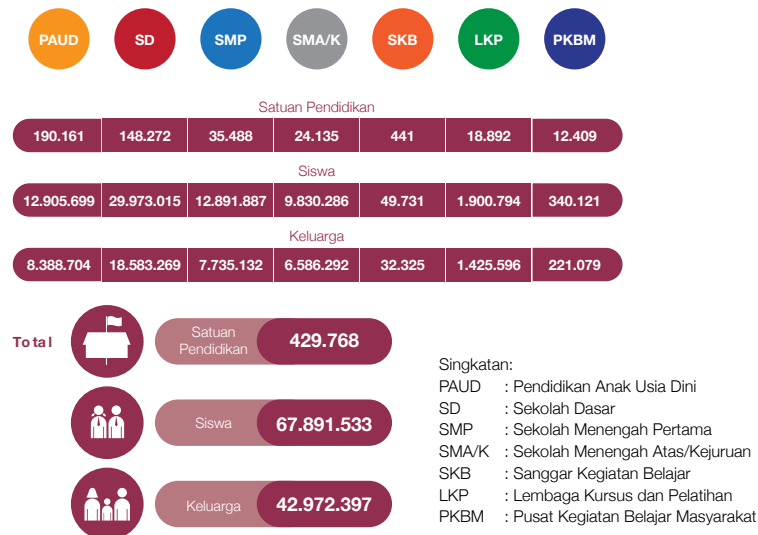 PAUD SD SMP SMA/K SKB LKP PKBM
Satuan Pendidikan
190.161 148.272 35.488 24.135 441 18.892 12.409
Siswa
12.905.699 29.973.015 12.891.887 9.830.286 49.731 1.900.794 340.121
Keluarga
8.388.704 18.583.269 7.735.132 6.586.292 32.325 1.425.596 221.079
Total
Satuan
Pendidikan
429.768
Siswa 67.891.533
Keluarga 42.972.397
Singkatan:
PAUD : Pendidikan Anak Usia Dini
SD : Sekolah Dasar
SMP : Sekolah Menengah Pertama
SMA/K : Sekolah Menengah Atas/Kejuruan
SKB : Sanggar Kegiatan Belajar
LKP : Lembaga Kursus dan Pelatihan
PKBM : Pusat Kegiatan Belajar Masyarakat